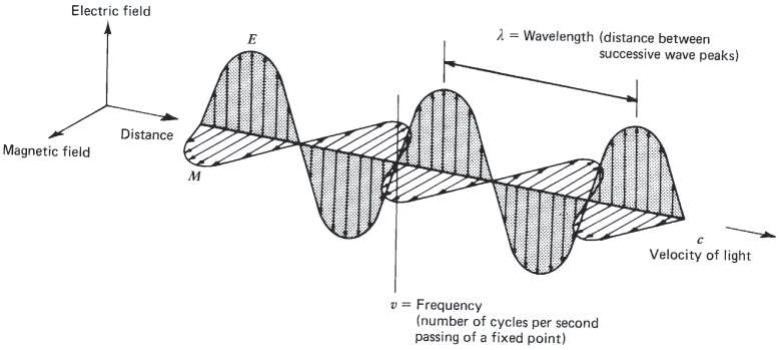 Electric field
E
λ = Wavelength (distance between
successive wave peaks)
Distance
Magnetic field
M
c
Velocity of light
ν = Frequency
(number of cycles per second
passing of a fixed point)